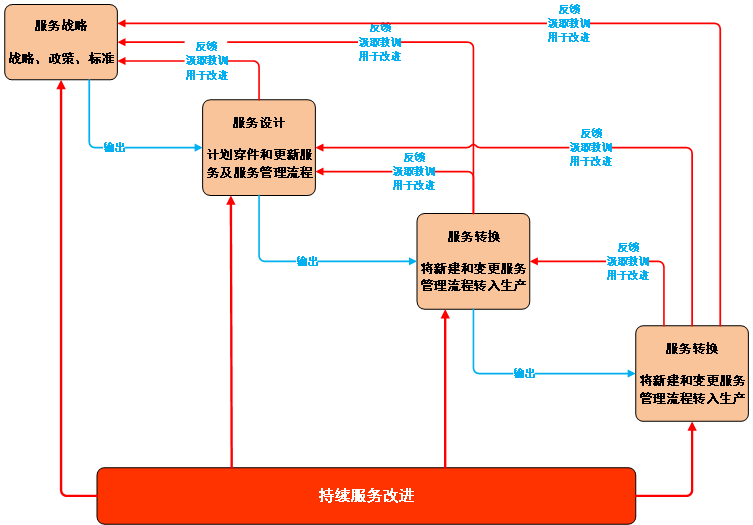 服务战略
战略、政策、标准
反馈
汲取教训
用于改进
反馈
汲取教训
用于改进
反馈
汲取教训
用于改进
输出
服务设计
计划穿件和更新服
务及服务管理流程
反馈
汲取教训
用于改进
反馈
汲取教训
用于改进
输出
服务转换
将新建和变更服务
管理流程转入生产
反馈
汲取教训
用于改进
输出
服务转换
将新建和变更服务
管理流程转入生产
持续服务改进